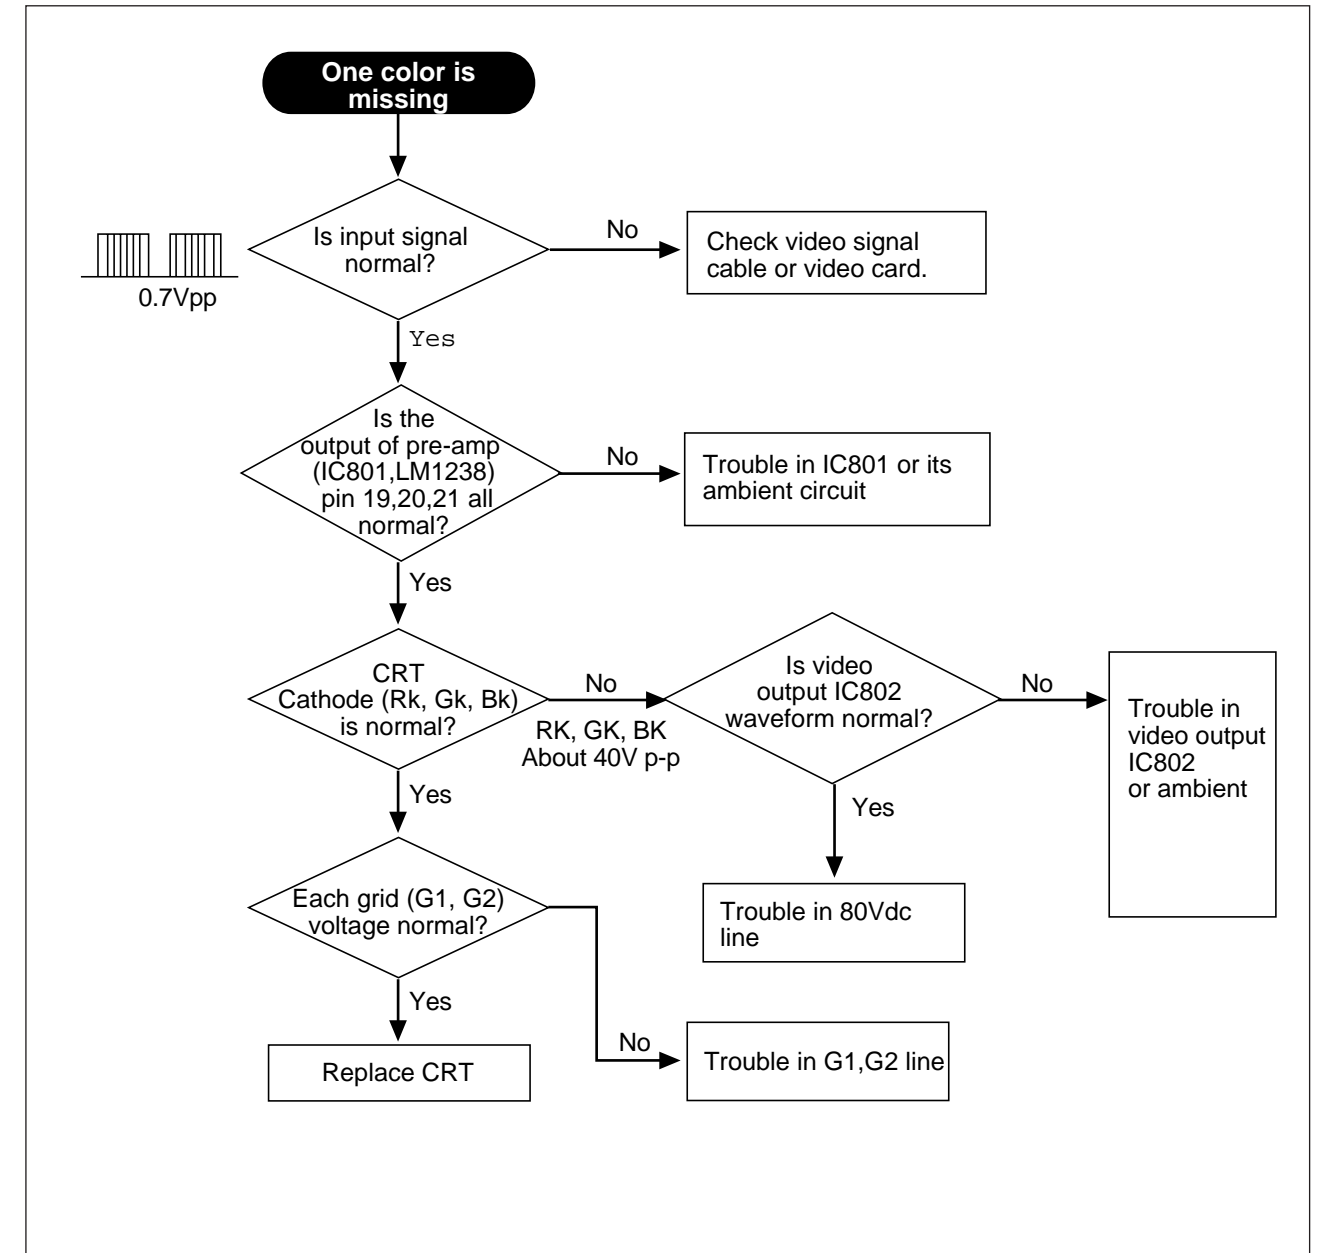 One color is
missing
Is input signal
normal?
No
Check video signal
cable or video card.
0.7Vpp
Yes
Is the
output of pre-amp
(IC801,LM1238)
pin 19,20,21 all
normal?
No
Trouble in IC801 or its
ambient circuit
Yes
CRT
Cathode (Rk, Gk, Bk)
is normal?
No
RK, GK, BK
About 40V p-p
Is video
output IC802
waveform normal?
No
Trouble in
video output
IC802
or ambient
Yes
Trouble in 80Vdc
line
Yes
Each grid (G1, G2)
voltage normal?
No
Trouble in G1,G2 line
Yes
Replace CRT